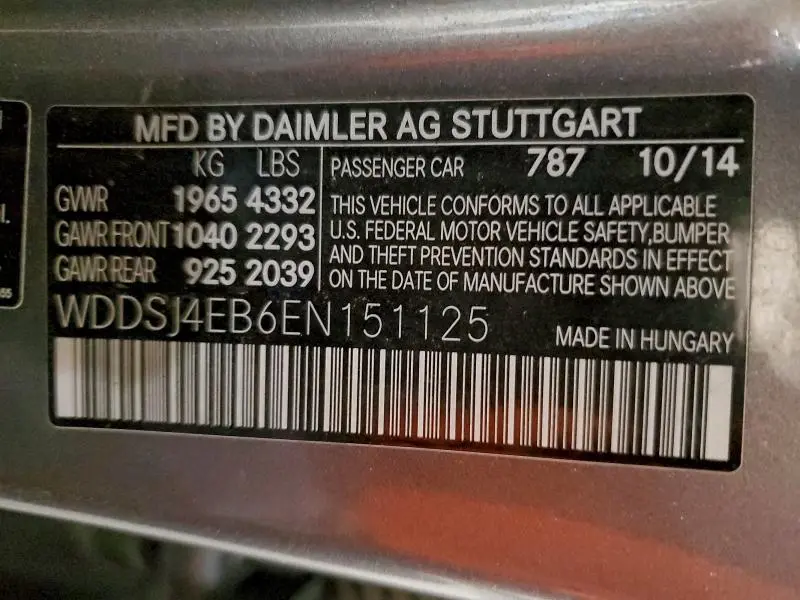 MFD BY DAIMLER AG STUTTGART
KG LBS
GVWR 1965 4332
GAWR FRONT 1040 2293
GAWR REAR 925 2039
PASSENGER CAR 787 10/14
THIS VEHICLE CONFORMS TO ALL APPLICABLE
U.S. FEDERAL MOTOR VEHICLE SAFETY, BUMPER
AND THEFT PREVENTION STANDARDS IN EFFECT
ON THE DATE OF MANUFACTURE SHOWN ABOVE
WDDSJ4EB6EN151125
MADE IN HUNGARY